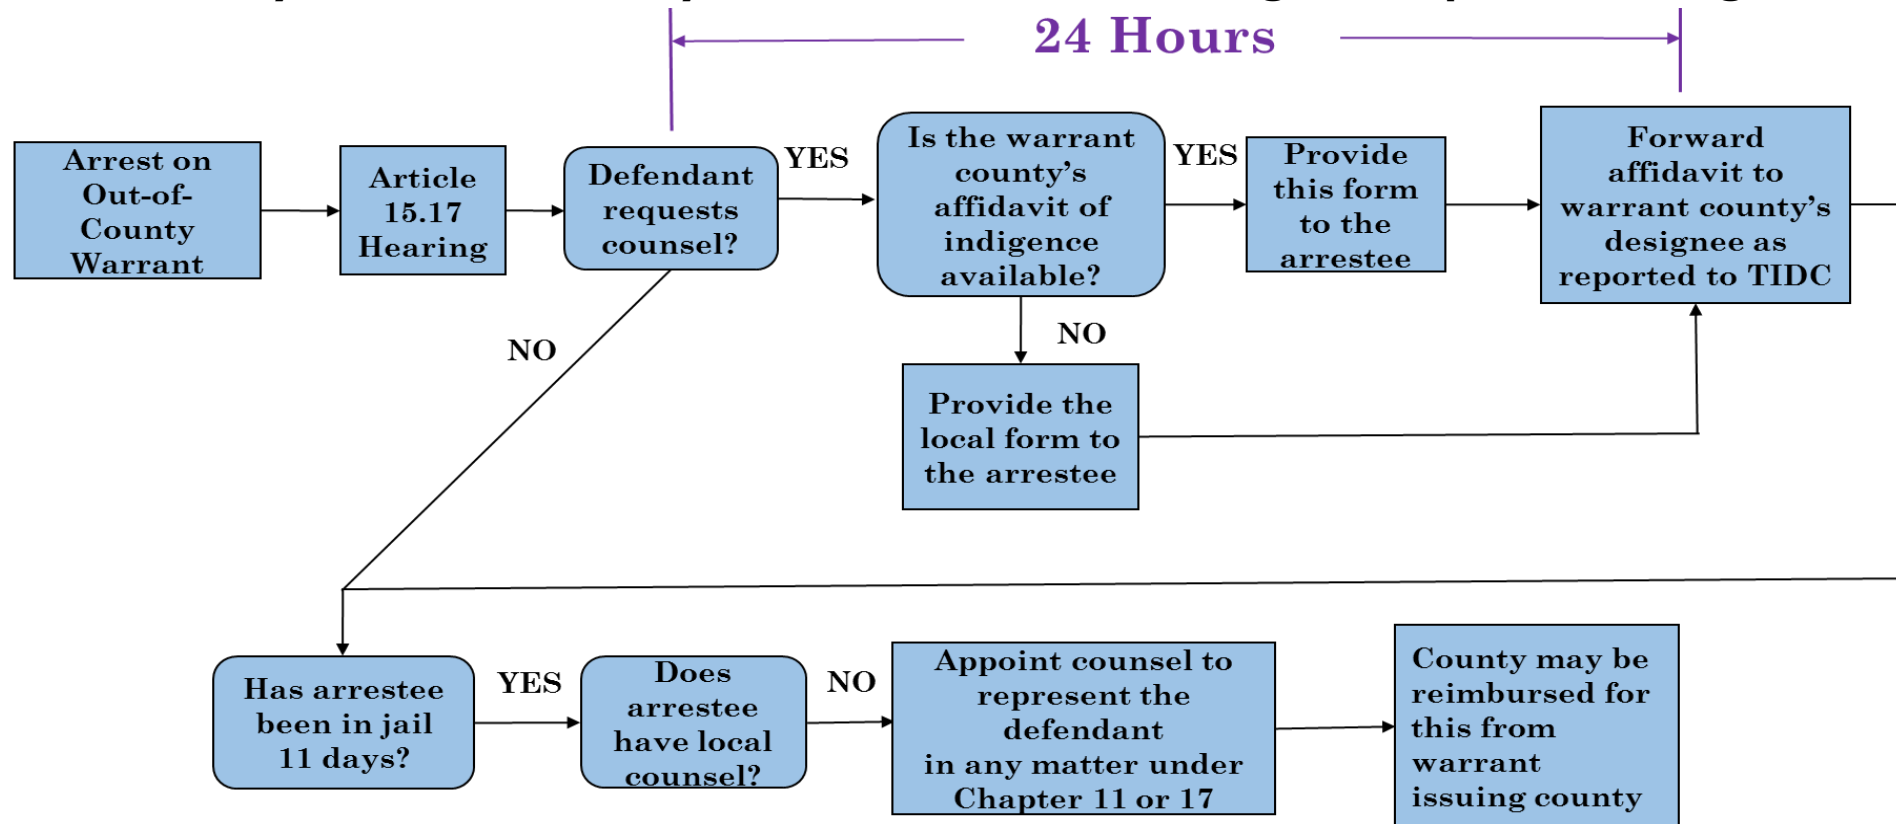 24 Hours
Arrest on
Out-of-
County
Warrant
Article
15.17
Hearing
Defendant
requests
counsel?
YES
Is the warrant
county's
affidavit of
indigence
available?
YES
Provide
this form
to the
arrestee
Forward
affidavit to
warrant county's
designee as
reported to TIDC
NO
NO
Provide the
local form to
the arrestee
Has arrestee
been in jail
11 days?
YES
Does
arrestee
have local
counsel?
NO
Appoint counsel to
represent the
defendant
in any matter under
Chapter 11 or 17
County may be
reimbursed for
this from
warrant
issuing county